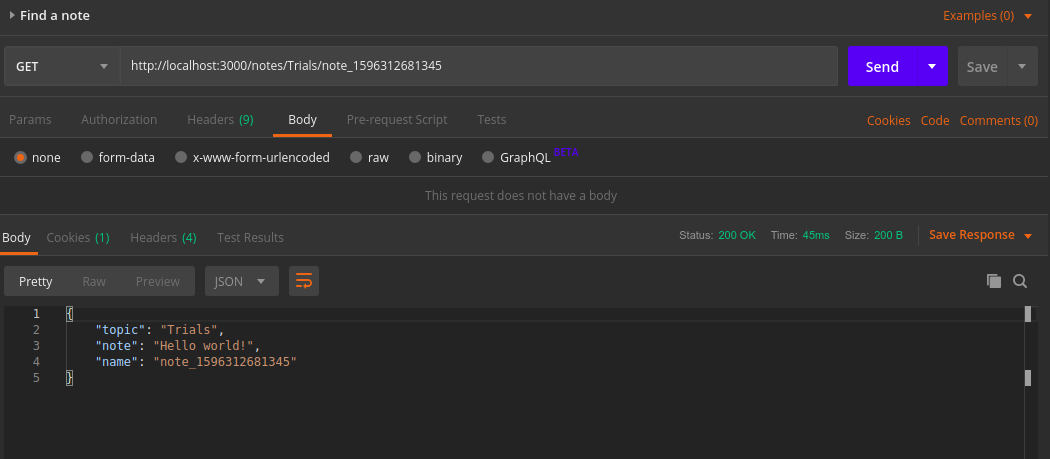 Find a note
Examples (0)
GET
http://localhost:3000/notes/Trials/note_1596312681345
Send
Save
Params Authorization Headers (9) Body Pre-request Script Tests
Cookies Code Comments (0)
none form-data x-www-form-urlencoded raw binary GraphQL BETA
This request does not have a body
Body Cookies (1) Headers (4) Test Results
Status: 200 OK Time: 45ms Size: 200 B Save Response
Pretty Raw Preview JSON
1 {
2 "topic": "Trials",
3 "note": "Hello world!",
4 "name": "note_1596312681345"
5 }